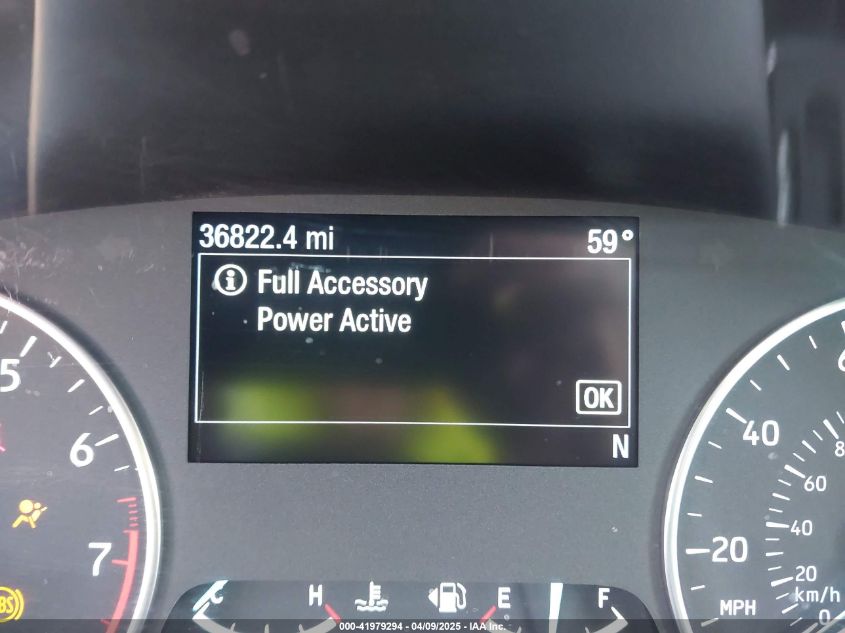 36822.4 mi 59°
i Full Accessory
Power Active
OK
N
5
6
7
40
20
MPH
80
60
40
20
km/h
0
H E F
000-41979294 - 04/09/2025 - IAA Inc.